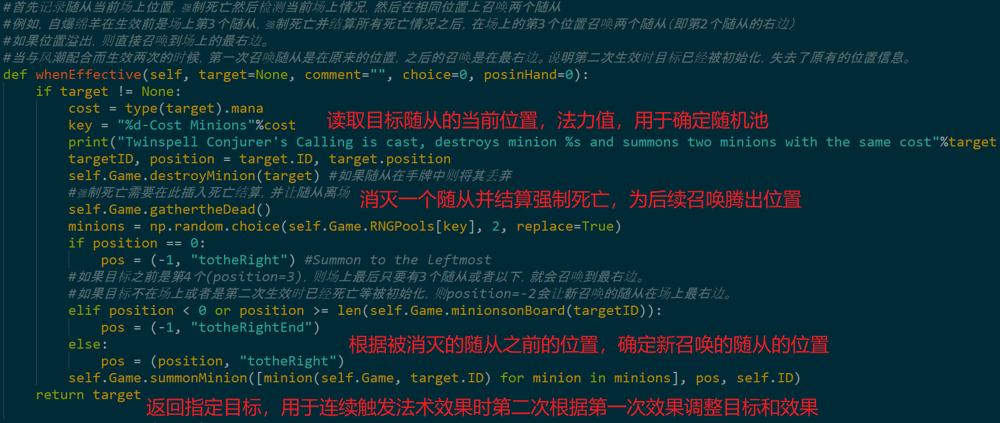 #首先记录随从当前场上位置, 强制死亡然后检测当前场上情况, 然后在相同位置上召唤两个随从
#例如, 自爆绵羊在生效前是场上第3个随从, 强制死亡并结算所有死亡情况之后, 在场上的第3个位置召唤两个随从(即第2个随从的右边)
#如果位置溢出, 则直接召唤到场上的最右边。
#当与风潮配合而生效两次的时候, 第一次召唤随从是在原来的位置, 之后的召唤是在最右边。说明第二次生效时目标已经被初始化, 失去了原有的位置信息。
def whenEffective(self, target=None, comment="", choice=0, posinHand=0):
if target != None:
cost = type(target).mana
key = "%d-Cost Minions"%cost 读取目标随从的当前位置，法力值，用于确定随机池
print("Twinspell Conjurer's Calling is cast, destroys minion %s and summons two minions with the same cost"%target
targetID, position = target.ID, target.position
self.Game.destroyMinion(target) #如果随从在手牌中则将其丢弃
#强制死亡需要在此插入死亡结算, 并让随从离场 消灭一个随从并结算强制死亡，为后续召唤腾出位置
self.Game.gathertheDead()
minions = np.random.choice(self.Game.RNGPools[key], 2, replace=True)
if position == 0:
pos = (-1, "totheRight") #Summon to the leftmost
#如果目标之前是第4个(position=3), 则场上最后只要有3个随从或者以下, 就会召唤到最右边。
#如果目标不在场上或者是第二次生效时已经死亡等被初始化, 则position=-2会让新召唤的随从在场上最右边。
elif position < 0 or position >= len(self.Game.minionsonBoard(targetID)):
pos = (-1, "totheRightEnd")
else: 根据被消灭的随从之前的位置，确定新召唤的随从的位置
pos = (position, "totheRight")
self.Game.summonMinion([minion(self.Game, target.ID) for minion in minions], pos, self.ID)
return target 返回指定目标，用于连续触发法术效果时第二次根据第一次效果调整目标和效果